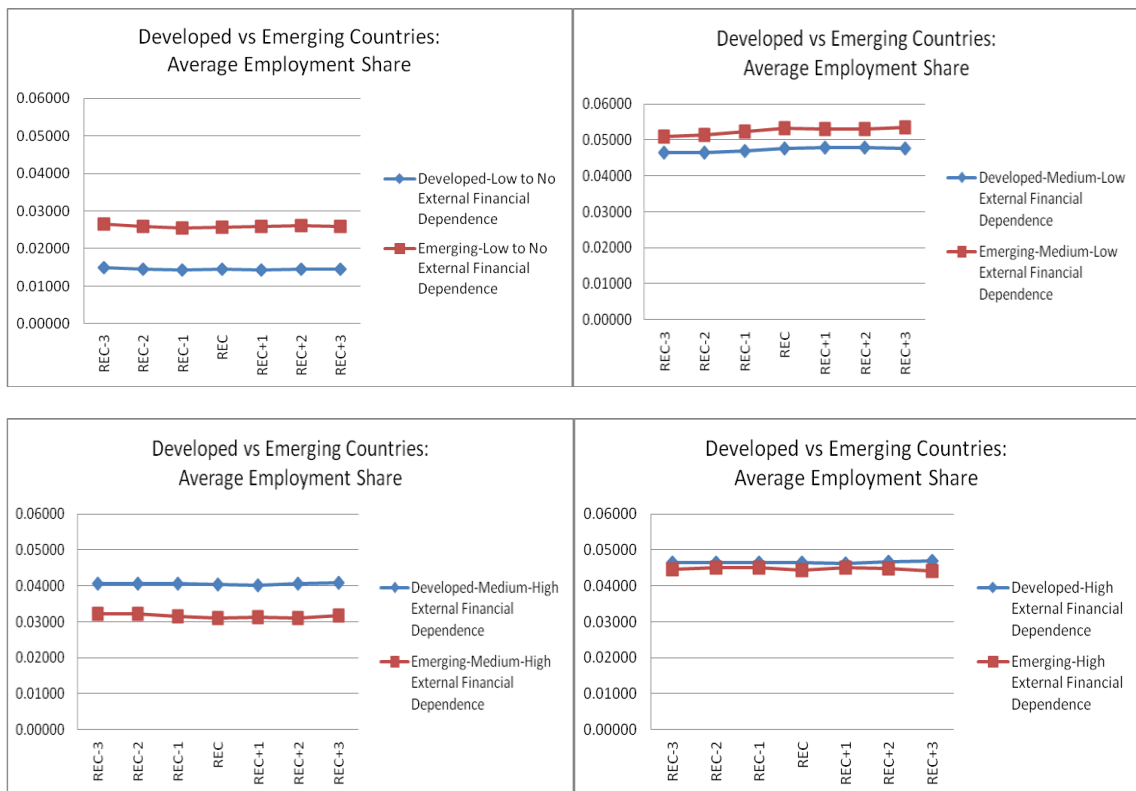 Developed vs Emerging Countries:
Average Employment Share
0.06000
0.05000
0.04000
0.03000
0.02000
0.01000
0.00000
REC-3
REC-2
REC-1
REC
REC+1
REC+2
REC+3
Developed-Low to No
External Financial
Dependence
Emerging-Low to No
External Financial
Dependence
Developed vs Emerging Countries:
Average Employment Share
0.06000
0.05000
0.04000
0.03000
0.02000
0.01000
0.00000
REC-3
REC-2
REC-1
REC
REC+1
REC+2
REC+3
Developed-Medium-Low
External Financial
Dependence
Emerging-Medium-Low
External Financial
Dependence
Developed vs Emerging Countries:
Average Employment Share
0.06000
0.05000
0.04000
0.03000
0.02000
0.01000
0.00000
REC-3
REC-2
REC-1
REC
REC+1
REC+2
REC+3
Developed-Medium-High
External Financial
Dependence
Emerging-Medium-High
External Financial
Dependence
Developed vs Emerging Countries:
Average Employment Share
0.06000
0.05000
0.04000
0.03000
0.02000
0.01000
0.00000
REC-3
REC-2
REC-1
REC
REC+1
REC+2
REC+3
Developed-High
External Financial
Dependence
Emerging-High
External Financial
Dependence